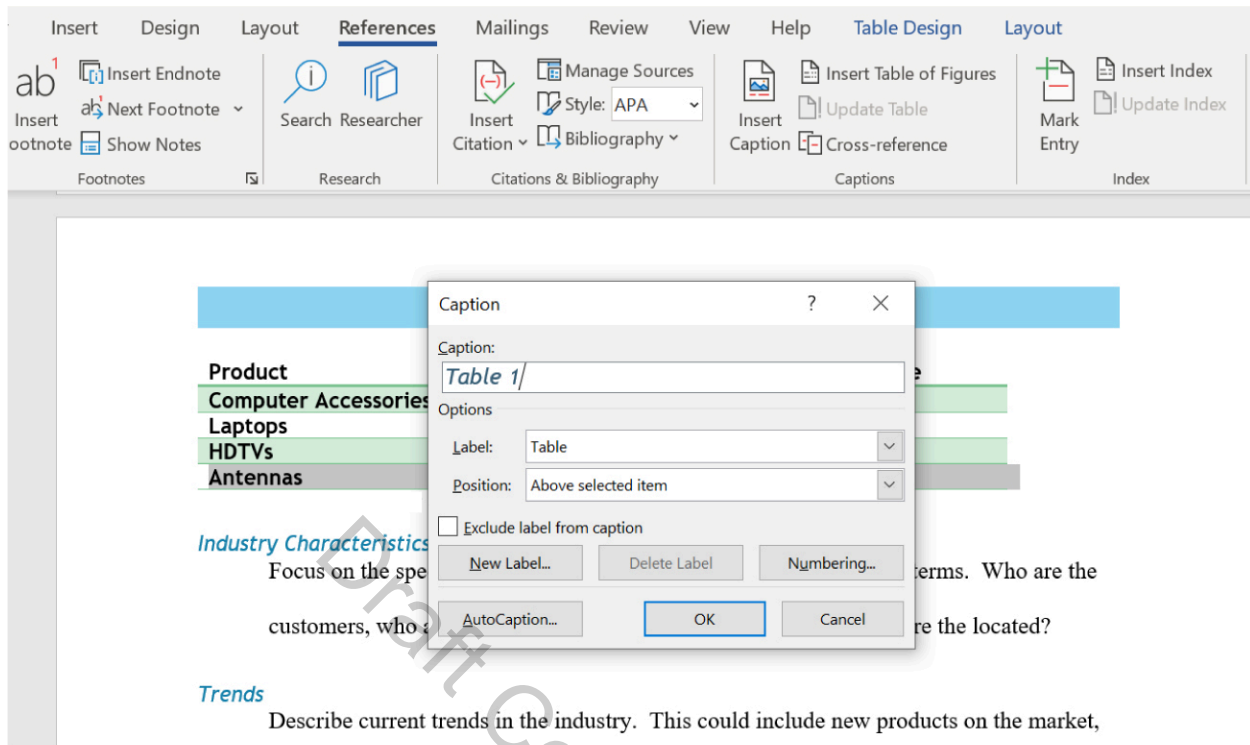 Insert Design Layout References Mailings Review View Help Table Design Layout
ab1 Insert Endnote Manage Sources Insert Table of Figures Insert Index
Insert ab Next Footnote Search Researcher Insert Style: APA Insert Update Table Mark Update Index
ootnote Show Notes Citation Bibliography Caption Cross-reference Entry
Footnotes Research Citations & Bibliography Captions Index
Caption ?
Caption:
Table 1
Options
Label: Table
Position: Above selected item
Exclude label from caption
New Label... Delete Label Numbering...
AutoCaption... OK Cancel
Product e
Computer Accessories
Laptops
HDTVs
Antennas
Industry Characteristics
Focus on the spe erms. Who are the
customers, who a re the located?
Trends
Describe current trends in the industry. This could include new products on the market,
Draft Co